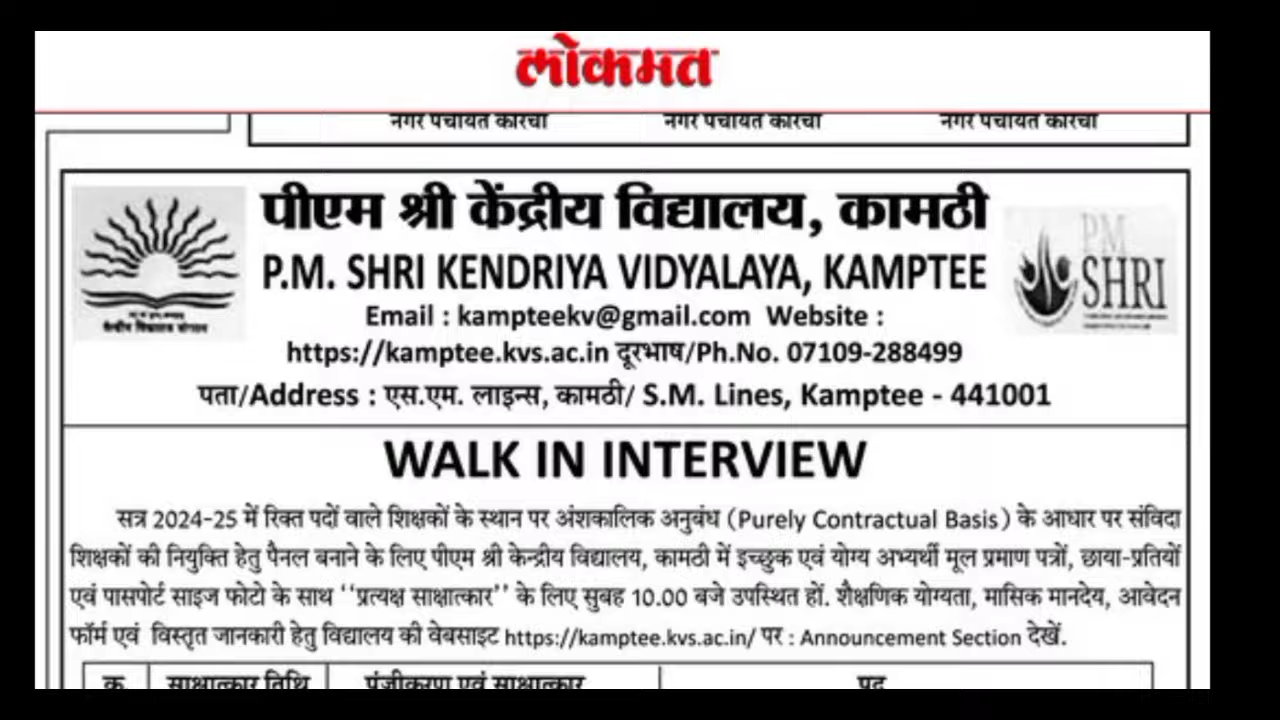 लोकमत
नगर पंचायत कोरची नगर पंचायत कोरची नगर पंचायत कोरची
पीएम श्री केंद्रीय विद्यालय, कामठी
P.M. SHRI KENDRIYA VIDYALAYA, KAMPTEE
PM
SHRI
केन्द्रीय विद्यालय संगठन
Email : kampteekv@gmail.com Website :
https://kamptee.kvs.ac.in दूरभाष/Ph.No. 07109-288499
पता/Address : एस.एम. लाइन्स, कामठी/ S.M. Lines, Kamptee - 441001
WALK IN INTERVIEW
सत्र 2024-25 में रिक्त पदों वाले शिक्षकों के स्थान पर अंशकालिक अनुबंध (Purely Contractual Basis) के आधार पर संविदा
शिक्षकों की नियुक्ति हेतु पैनल बनाने के लिए पीएम श्री केन्द्रीय विद्यालय, कामठी में इच्छुक एवं योग्य अभ्यर्थी मूल प्रमाण पत्रों, छाया-प्रतियों
एवं पासपोर्ट साइज फोटो के साथ ‘‘प्रत्यक्ष साक्षात्कार’’ के लिए सुबह 10.00 बजे उपस्थित हों. शैक्षणिक योग्यता, मासिक मानदेय, आवेदन
फॉर्म एवं विस्तृत जानकारी हेतु विद्यालय की वेबसाइट https://kamptee.kvs.ac.in/ पर : Announcement Section देखें.
क्र. साक्षात्कार तिथि पंजीकरण एवं साक्षात्कार पद